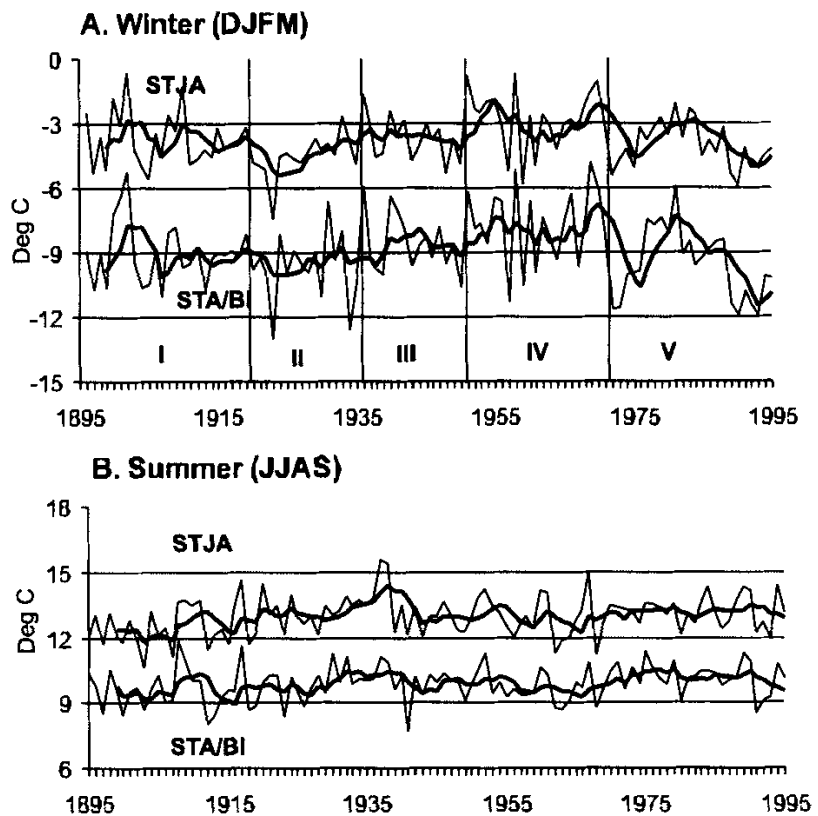 A. Winter (DJFM)
0
STJA
-3
-6
Deg C
-9
STA/BI
-12
I II III IV V
-15
1895 1915 1935 1955 1975 1995
B. Summer (JJAS)
18
STJA
15
Deg C
12
9
STA/BI
6
1895 1915 1935 1955 1975 1995